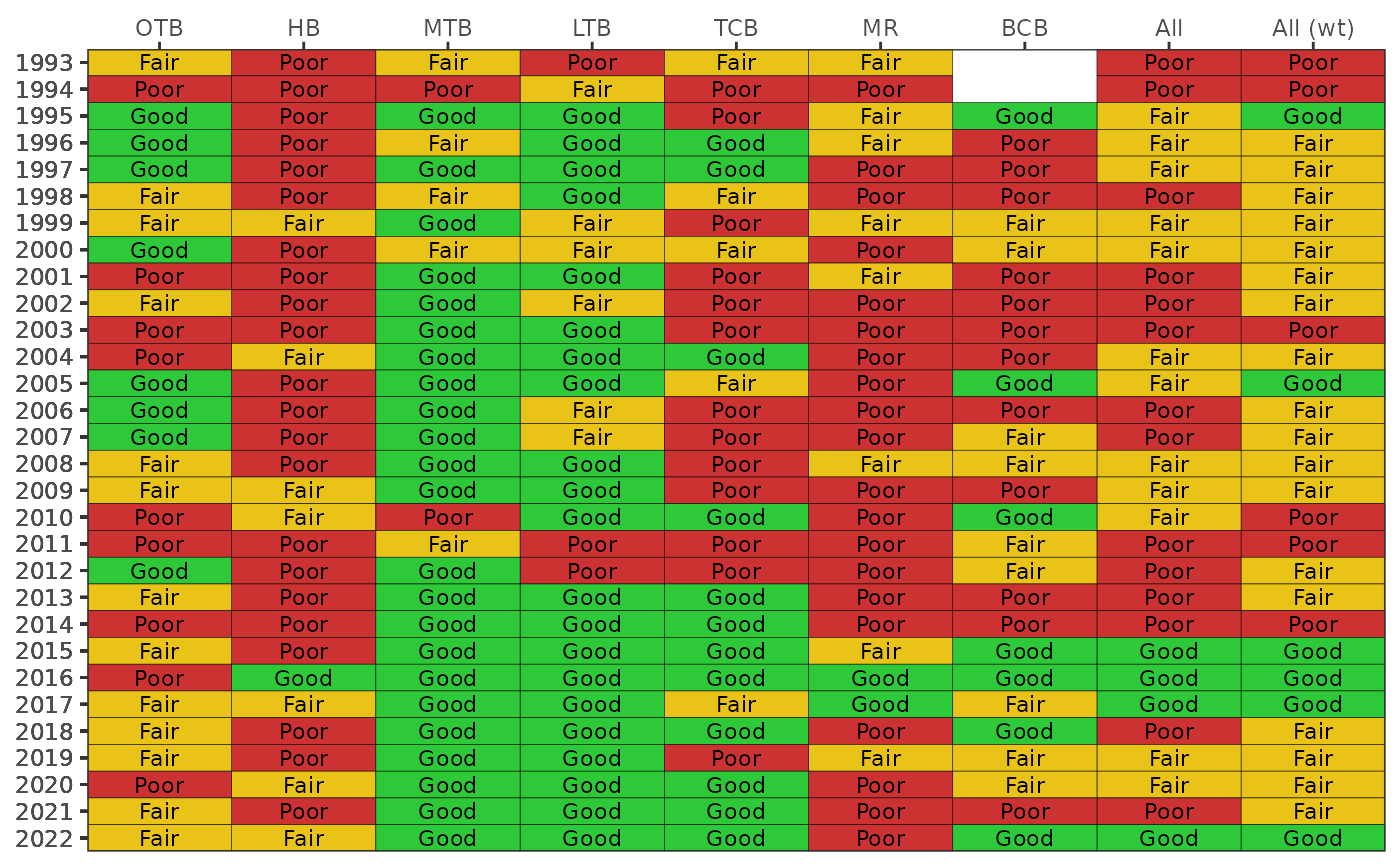 OTB HB MTB LTB TCB MR BCB All All (wt)
1993 Fair Poor Fair Poor Fair Fair Poor Poor
1994 Poor Poor Poor Fair Poor Poor Poor Poor
1995 Good Poor Good Good Poor Fair Good Fair Good
1996 Good Poor Fair Good Good Fair Poor Fair Fair
1997 Good Poor Good Good Good Poor Poor Fair Fair
1998 Fair Poor Fair Good Fair Poor Poor Poor Fair
1999 Fair Fair Good Fair Poor Fair Fair Fair Fair
2000 Good Poor Fair Fair Fair Poor Fair Fair Fair
2001 Poor Poor Good Good Poor Fair Poor Poor Fair
2002 Fair Poor Good Fair Poor Poor Poor Poor Fair
2003 Poor Poor Good Good Poor Poor Poor Poor Poor
2004 Poor Fair Good Good Good Poor Poor Fair Fair
2005 Good Poor Good Good Fair Poor Good Fair Good
2006 Good Poor Good Fair Poor Poor Poor Poor Fair
2007 Good Poor Good Fair Poor Poor Fair Poor Fair
2008 Fair Poor Good Good Poor Fair Fair Fair Fair
2009 Fair Fair Good Good Poor Poor Poor Fair Fair
2010 Poor Fair Poor Good Good Poor Good Fair Poor
2011 Poor Poor Fair Poor Poor Poor Fair Poor Poor
2012 Good Poor Good Poor Poor Poor Fair Poor Fair
2013 Fair Poor Good Good Good Poor Poor Poor Fair
2014 Poor Poor Good Good Good Poor Poor Poor Poor
2015 Fair Poor Good Good Good Fair Good Good Good
2016 Poor Good Good Good Good Good Good Good Good
2017 Fair Fair Good Good Fair Good Fair Good Good
2018 Fair Poor Good Good Good Poor Good Poor Fair
2019 Fair Poor Good Good Poor Fair Fair Fair Fair
2020 Poor Fair Good Good Good Poor Fair Fair Fair
2021 Fair Poor Good Good Good Poor Poor Poor Fair
2022 Fair Fair Good Good Good Poor Good Good Good